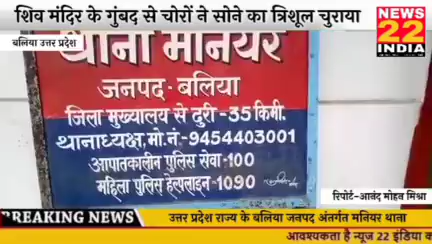 शिव मंदिर के गुंबद से चोरों ने सोने का त्रिशूल चुराया
NEWS
22
INDIA
बलिया उत्तर प्रदेश
थाना मनियर
जनपद-बलिया
जिला मुख्यालय से दुरी-35 किमी.
थानाध्यक्ष,मो.नं.-9454403001
आपातकालीन पुलिस सेवा-100
महिला पुलिस हेल्पलाइन-1090
रिपोर्ट-आनंद मोहन मिश्रा
BREAKING NEWS
उत्तर प्रदेश राज्य के बलिया जनपद अंतर्गत मनियर थाना
आवश्यकता है न्यूज 22 इंडिया क